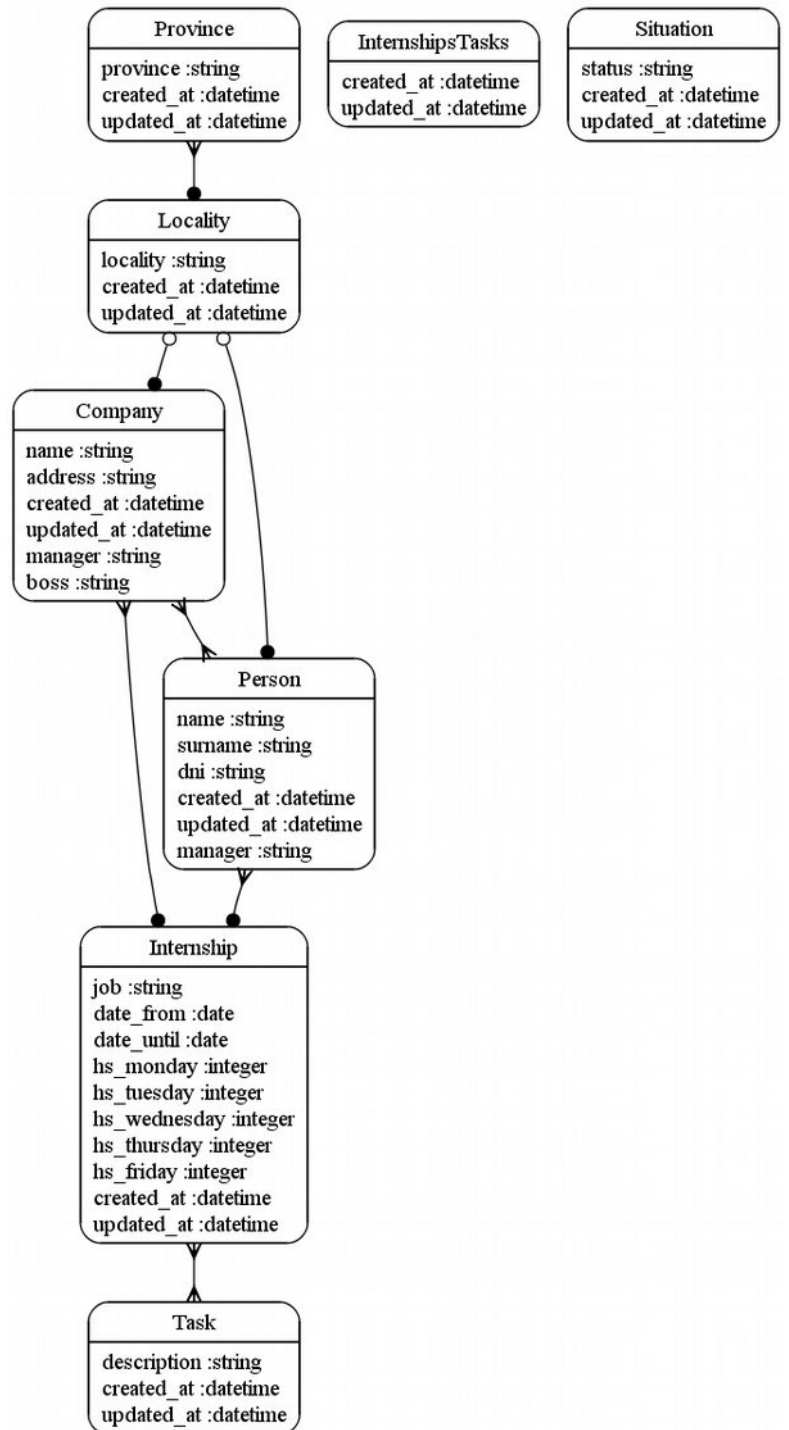 Province
province :string
created_at :datetime
updated_at :datetime
InternshipsTasks
created_at :datetime
updated_at :datetime
Situation
status :string
created_at :datetime
updated_at :datetime
Locality
locality :string
created_at :datetime
updated_at :datetime
Company
name :string
address :string
created_at :datetime
updated_at :datetime
manager :string
boss :string
Person
name :string
surname :string
dni :string
created_at :datetime
updated_at :datetime
manager :string
Internship
job :string
date_from :date
date_until :date
hs_monday :integer
hs_tuesday :integer
hs_wednesday :integer
hs_thursday :integer
hs_friday :integer
created_at :datetime
updated_at :datetime
Task
description :string
created_at :datetime
updated_at :datetime